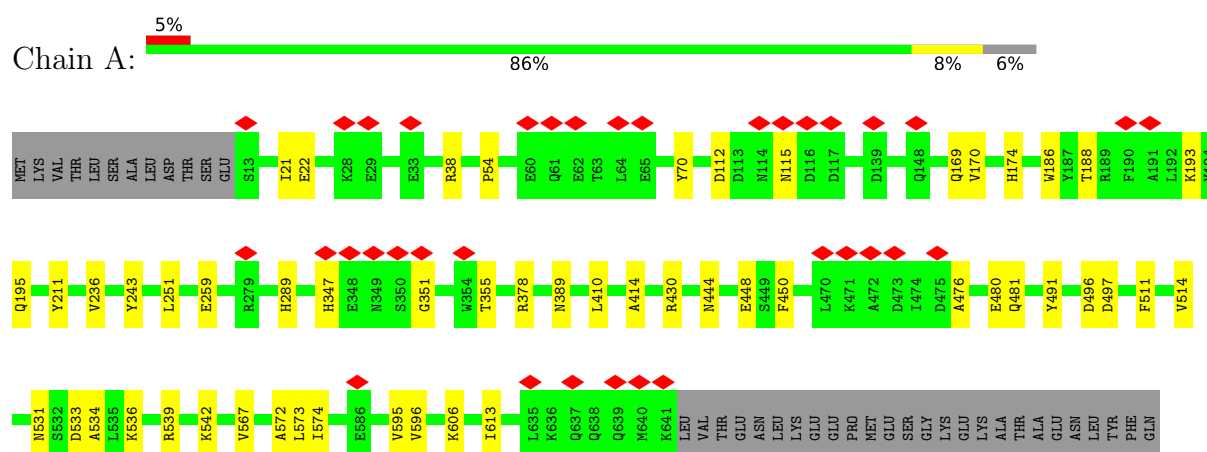 5%
Chain A:
86% 8% 6%
MET LYS VAL THR LEU SER ALA LEU ASP THR SER GLU S13 I21 E22 K28 E29 E33 R38 P54 E60 Q61 E62 T63 L64 E65 Y70 D112 D113 N114 N115 D116 D117 D139 Q148 Q169 V170 H174 W186 Y187 T188 R189 F190 A191 L192 K193
Q195 Y211 V236 Y243 L251 E259 R279 H289 H347 E348 N349 S350 G351 W354 T355 R378 N389 L410 A414 R430 N444 E448 S449 F450 L470 K471 A472 D473 I474 D475 A476 E480 Q481 Y491 D496 D497 F511 V514
N531 S532 D533 A534 L535 K536 R539 K542 V567 A572 L573 I574 E586 V595 V596 K606 I613 L635 K636 Q637 Q638 Q639 M640 K641 LEU VAL THR GLU ASN LEU LYS GLU GLU PRO MET GLU SER GLY LYS GLU LYS ALA THR ALA GLU ASN LEU TYR PHE GLN